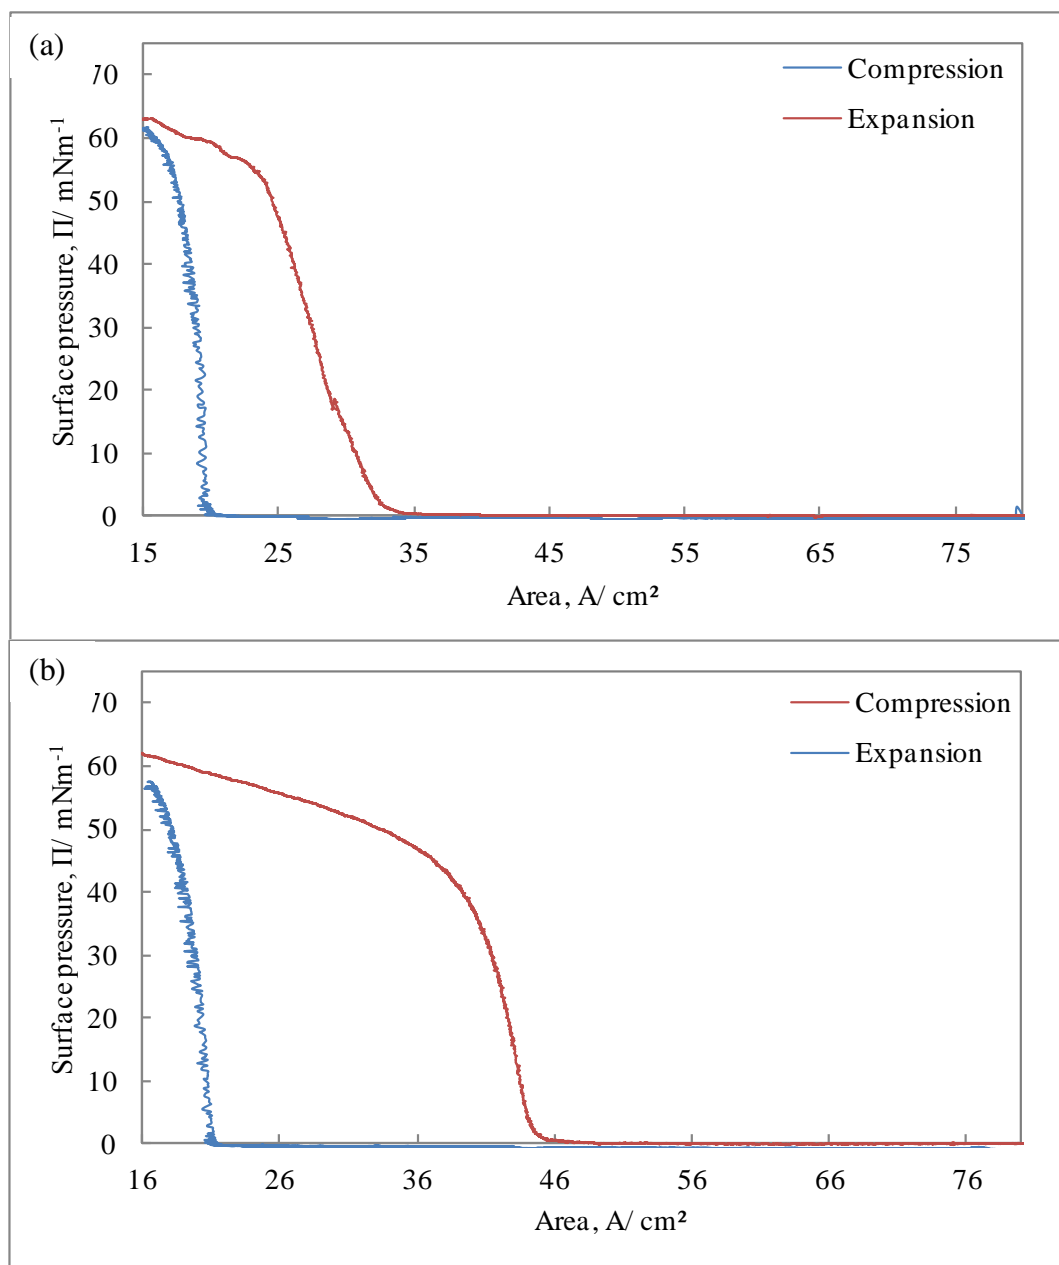 (a)
Compression
Expansion
Surface pressure, Π/ mNm⁻¹
70
60
50
40
30
20
10
0
15 25 35 45 55 65 75
Area, A/ cm²
(b)
Compression
Expansion
Surface pressure, Π/ mNm⁻¹
70
60
50
40
30
20
10
0
16 26 36 46 56 66 76
Area, A/ cm²